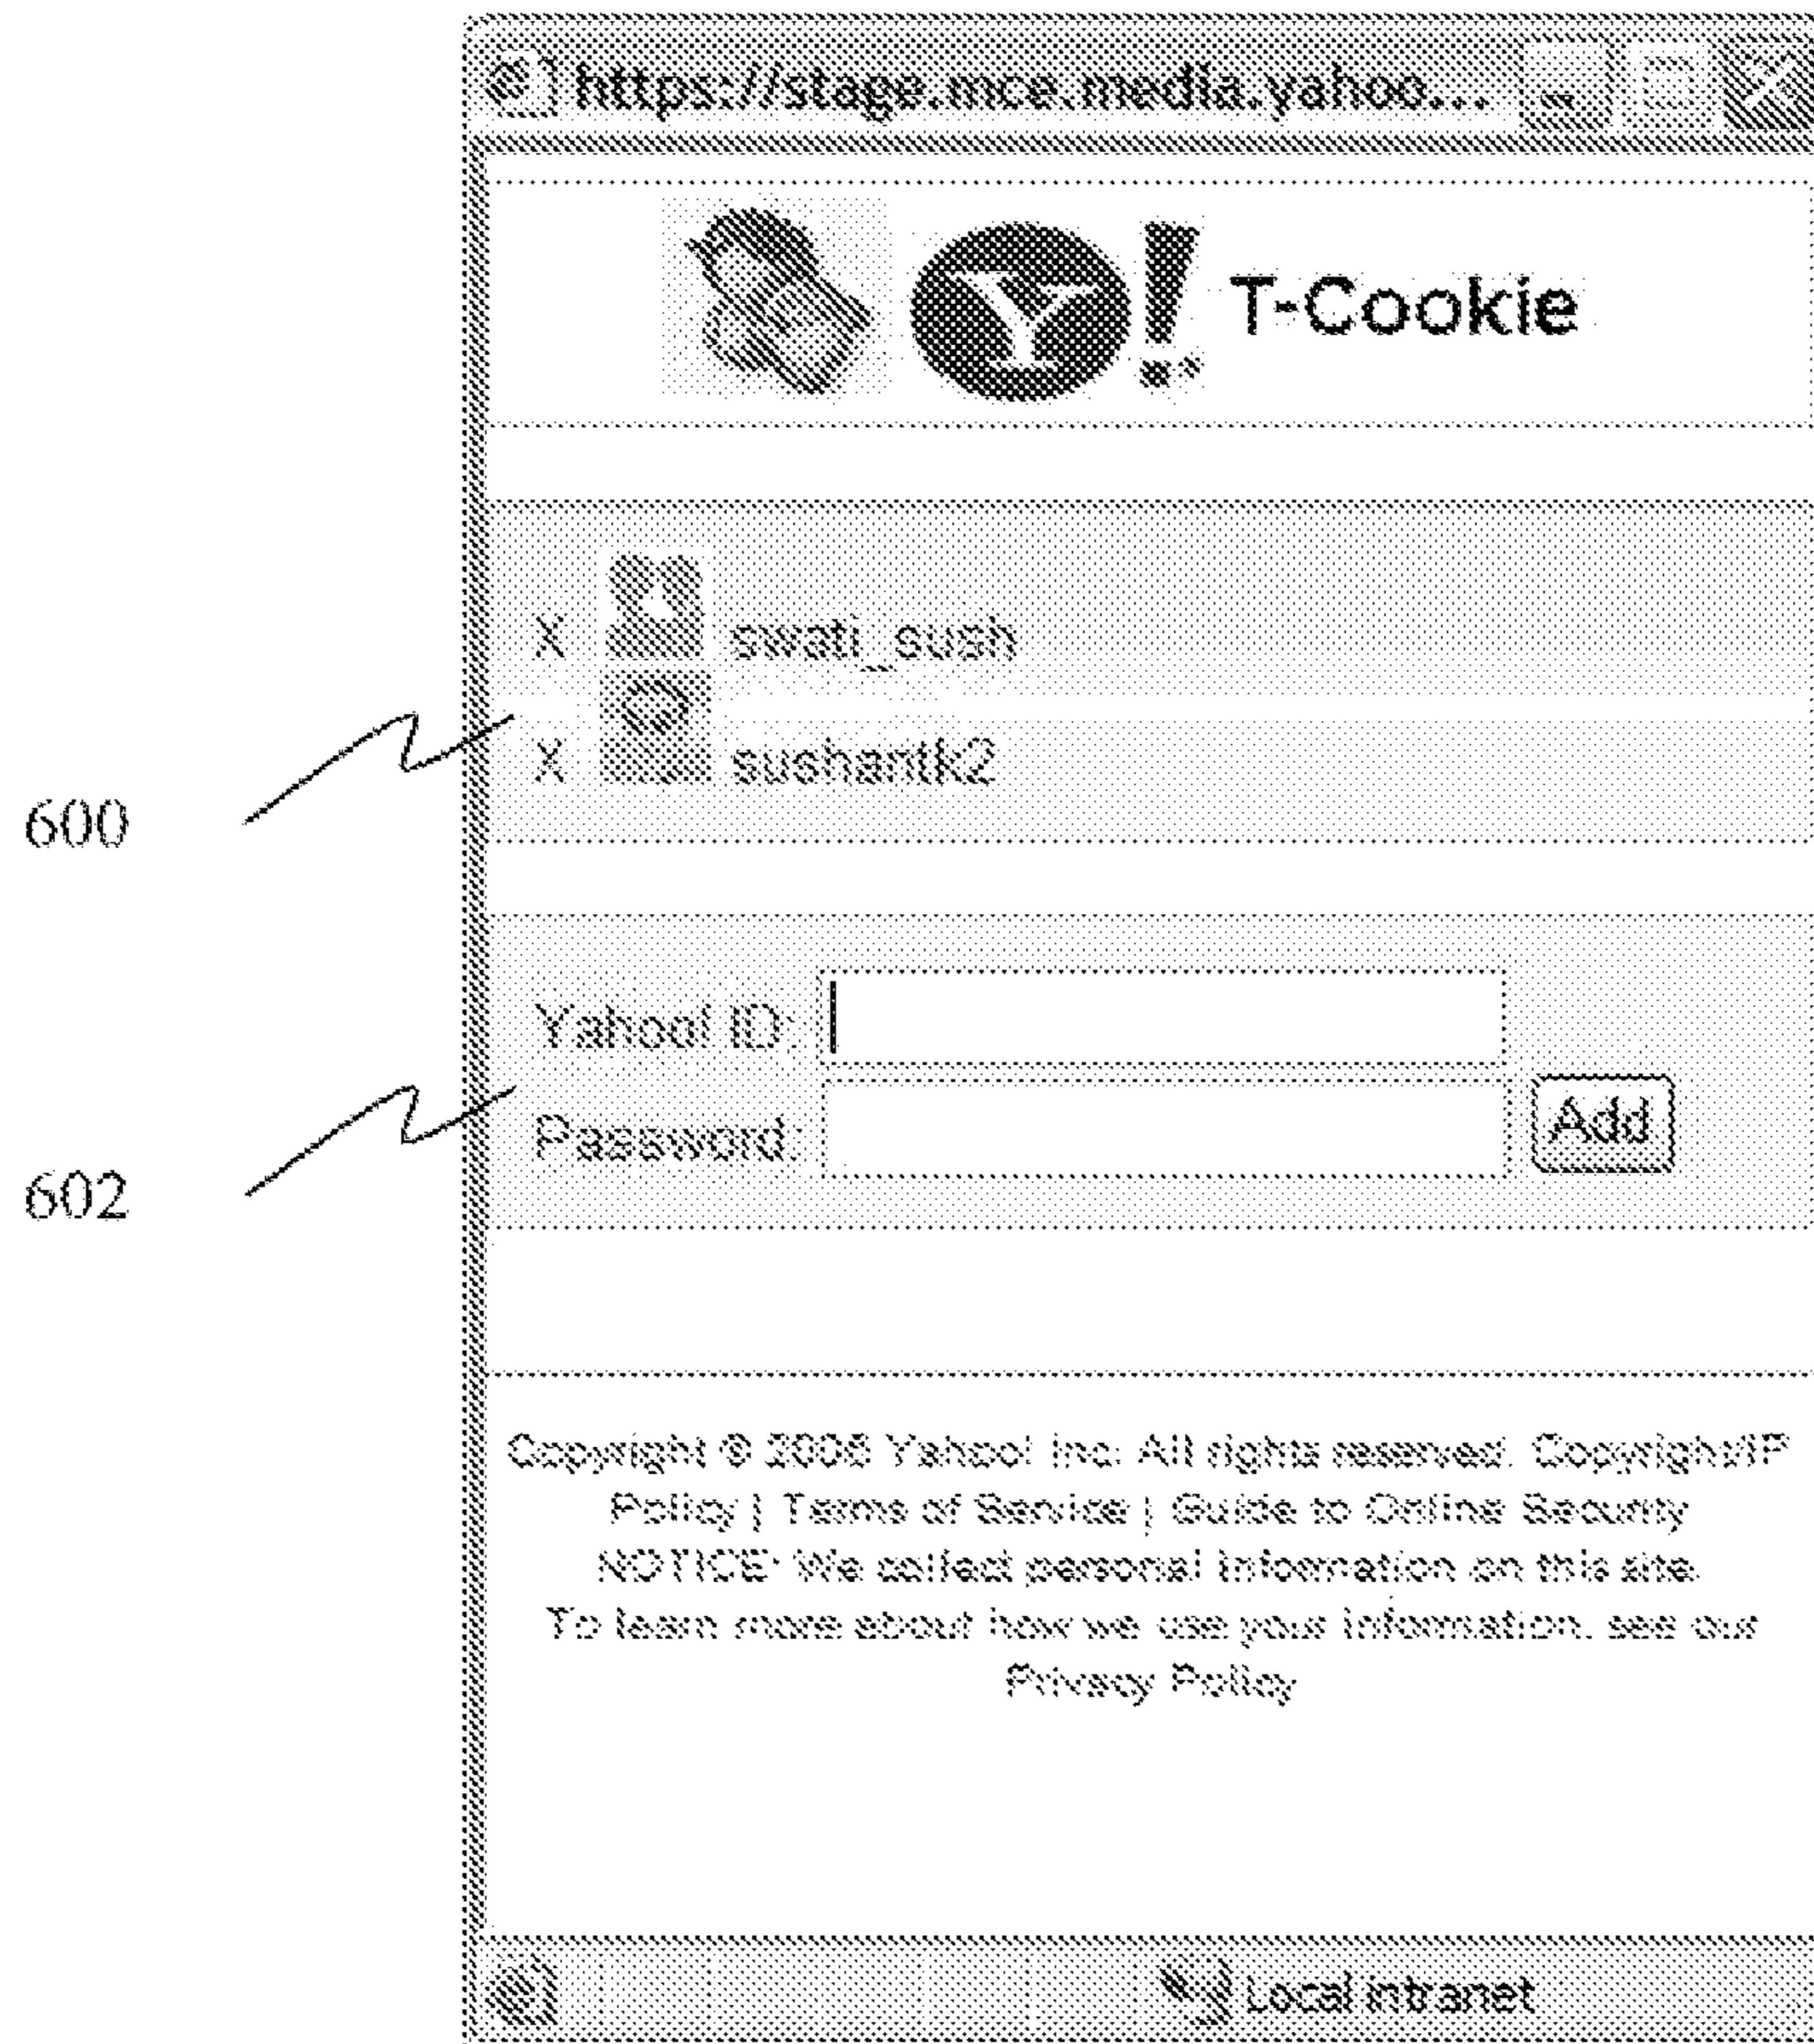 https://stage.mce.media.yahoo...
Y! T-Cookie
X swati_sush
X sushantk2
600
Yahoo! ID:
Password:
Add
602
Copyright © 2006 Yahoo! Inc. All rights reserved. Copyright/IP
Policy | Terms of Service | Guide to Online Security
NOTICE: We collect personal information on this site.
To learn more about how we use your information, see our
Privacy Policy
Local intranet